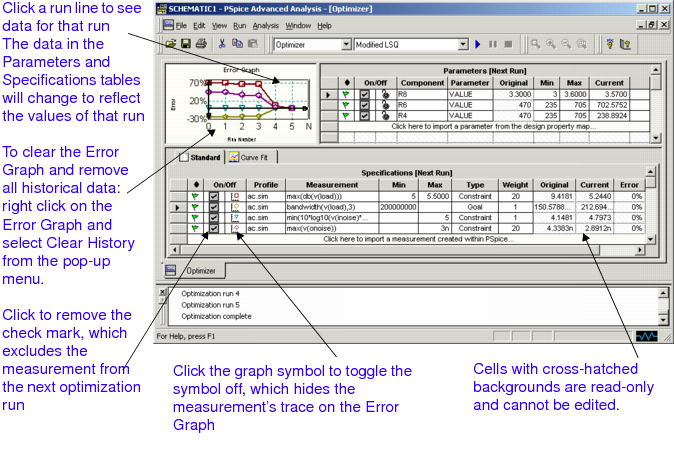 Click a run line to see
data for that run
The data in the
Parameters and
Specifications tables
will change to reflect
the values of that run
To clear the Error
Graph and remove
all historical data:
right click on the
Error Graph and
select Clear History
from the pop-up
menu.
Click to remove the
check mark, which
excludes the
measurement from
the next optimization
run
SCHEMATIC1 - PSpice Advanced Analysis - [Optimizer]
File Edit View Run Analysis Window Help
Optimizer Modified LSQ
Error Graph
Error
70%
20%
-30%
0 1 2 3 4 5 N
Run Number
Parameters [Next Run]
On/Off Component Parameter Original Min Max Current
R8 VALUE 3.3000 3 3.6000 3.5700
R6 VALUE 470 235 705 702.5752
R4 VALUE 470 235 705 238.8924
Click here to import a parameter from the design property map...
Standard Curve Fit
Specifications [Next Run]
On/Off Profile Measurement Min Max Type Weight Original Current Error
ac.sim max(db(v(load))) 5 5.5000 Constraint 20 9.4181 5.2440 0%
ac.sim bandwidth(v(load),3) 200000000 Goal 150.5788... 212.694... 0%
ac.sim min(10*log10(v(inoise)*... 5 Constraint 1 4.1481 4.7973 0%
ac.sim max(v(onoise)) 3n Constraint 20 4.3383n 2.8912n 0%
Click here to import a measurement created within PSpice...
Optimizer
Optimization run 4
Optimization run 5
Optimization complete
For Help, press F1
Click the graph symbol to toggle the
symbol off, which hides the
measurement's trace on the Error
Graph
Cells with cross-hatched
backgrounds are read-only
and cannot be edited.